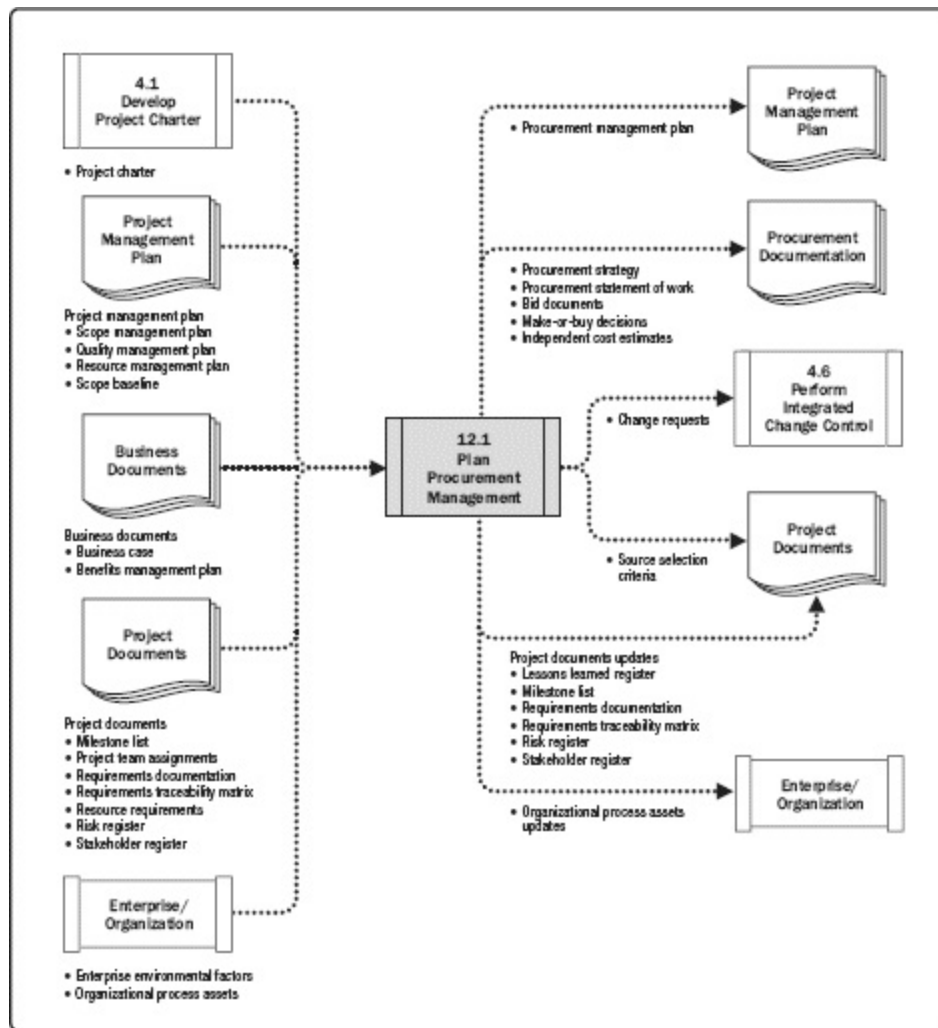 4.1
Develop
Project Charter
• Project charter
Project
Management
Plan
Project management plan
• Scope management plan
• Quality management plan
• Resource management plan
• Scope baseline
Business
Documents
Business documents
• Business case
• Benefits management plan
Project
Documents
Project documents
• Milestone list
• Project team assignments
• Requirements documentation
• Requirements traceability matrix
• Resource requirements
• Risk register
• Stakeholder register
Enterprise/
Organization
• Enterprise environmental factors
• Organizational process assets
12.1
Plan
Procurement
Management
• Procurement management plan
Project
Management
Plan
• Procurement strategy
• Procurement statement of work
• Bid documents
• Make-or-buy decisions
• Independent cost estimates
Procurement
Documentation
• Change requests
4.6
Perform
Integrated
Change Control
• Source selection
criteria
Project
Documents
Project documents updates
• Lessons learned register
• Milestone list
• Requirements documentation
• Requirements traceability matrix
• Risk register
• Stakeholder register
• Organizational process assets
updates
Enterprise/
Organization